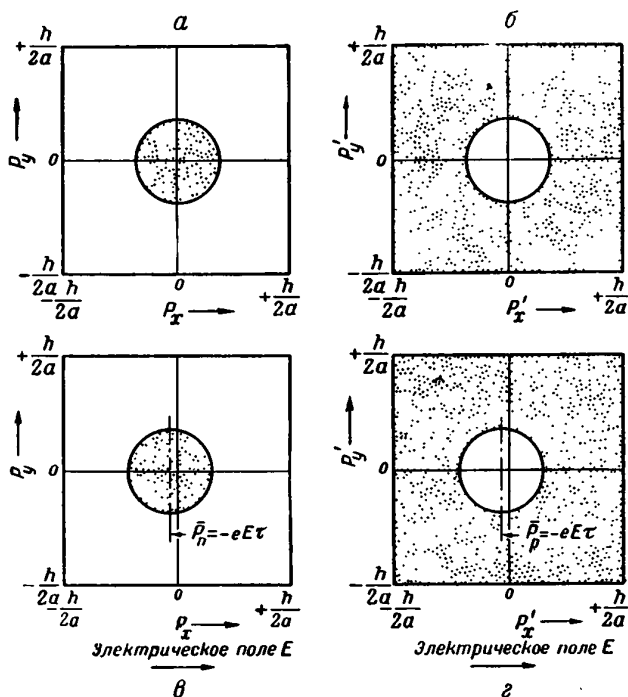 а
б
+h/2a
P_y
0
-h/2a
-h/2a
0
P_x
+h/2a
+h/2a
P'_y
0
-h/2a
-h/2a
0
P'_x
+h/2a
+h/2a
P_y
0
p̄_n=-eEτ
-h/2a
-h/2a
0
P_x
+h/2a
Электрическое поле E
в
+h/2a
P'_y
0
p̄_p=-eEτ
-h/2a
-h/2a
0
P'_x
+h/2a
Электрическое поле E
г